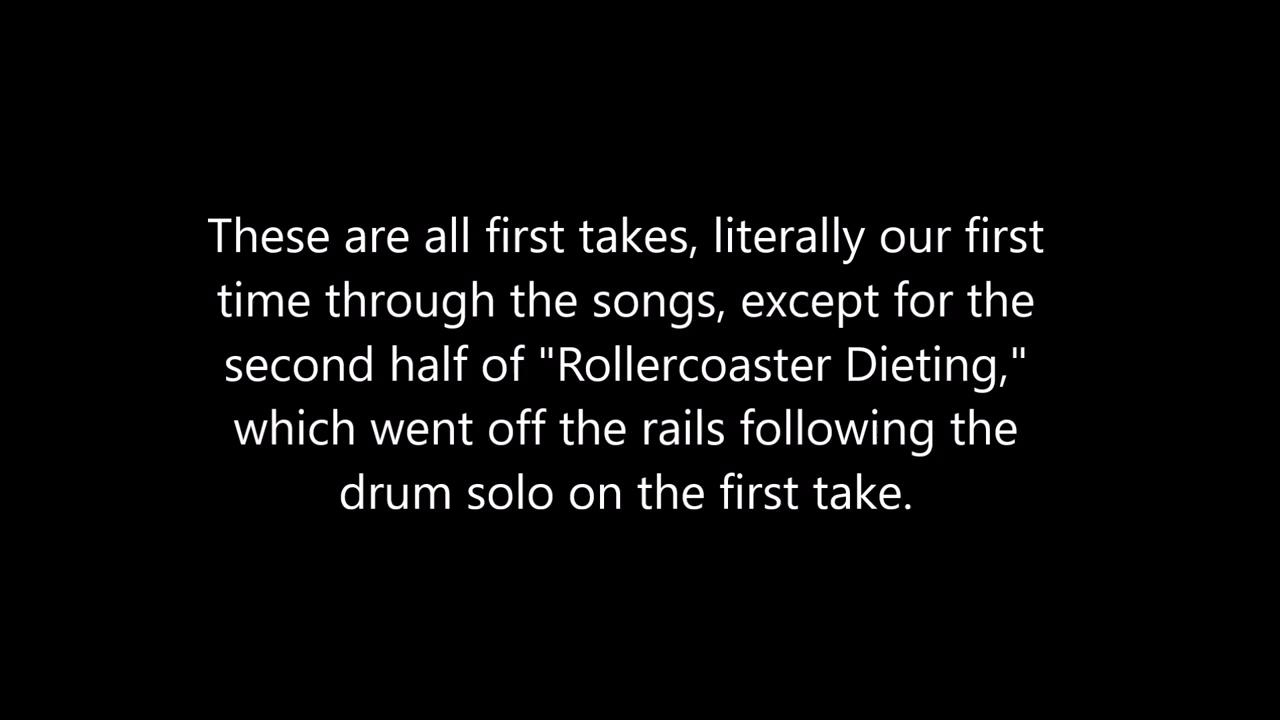 These are all first takes, literally our first
time through the songs, except for the
second half of "Rollercoaster Dieting,"
which went off the rails following the
drum solo on the first take.